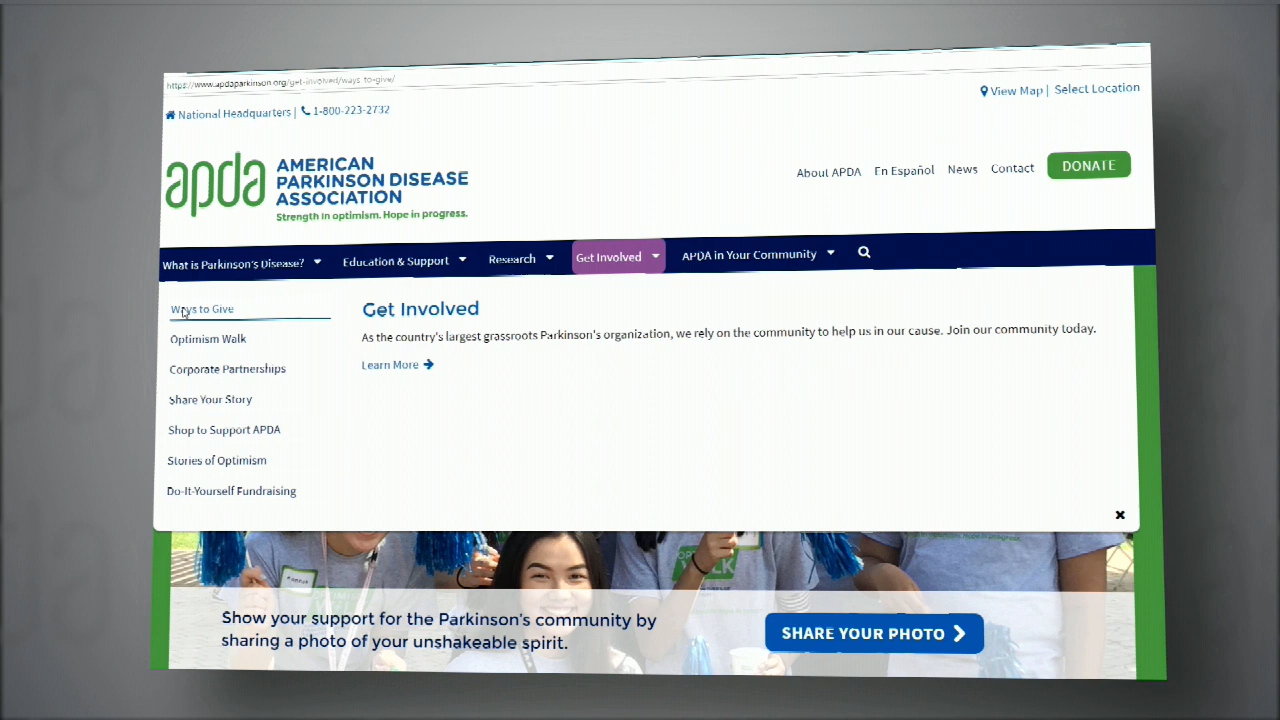 https://www.apdaparkinson.org/get-involved/ways-to-give/
National Headquarters | 1-800-223-2732
View Map | Select Location
apda AMERICAN
PARKINSON DISEASE
ASSOCIATION
Strength in optimism. Hope in progress.
About APDA En Español News Contact DONATE
What is Parkinson's Disease? Education & Support Research Get Involved APDA in Your Community
Ways to Give
Optimism Walk
Corporate Partnerships
Share Your Story
Shop to Support APDA
Stories of Optimism
Do-It-Yourself Fundraising
Get Involved
As the country's largest grassroots Parkinson's organization, we rely on the community to help us in our cause. Join our community today.
Learn More
WALK
Show your support for the Parkinson's community by
sharing a photo of your unshakeable spirit.
SHARE YOUR PHOTO